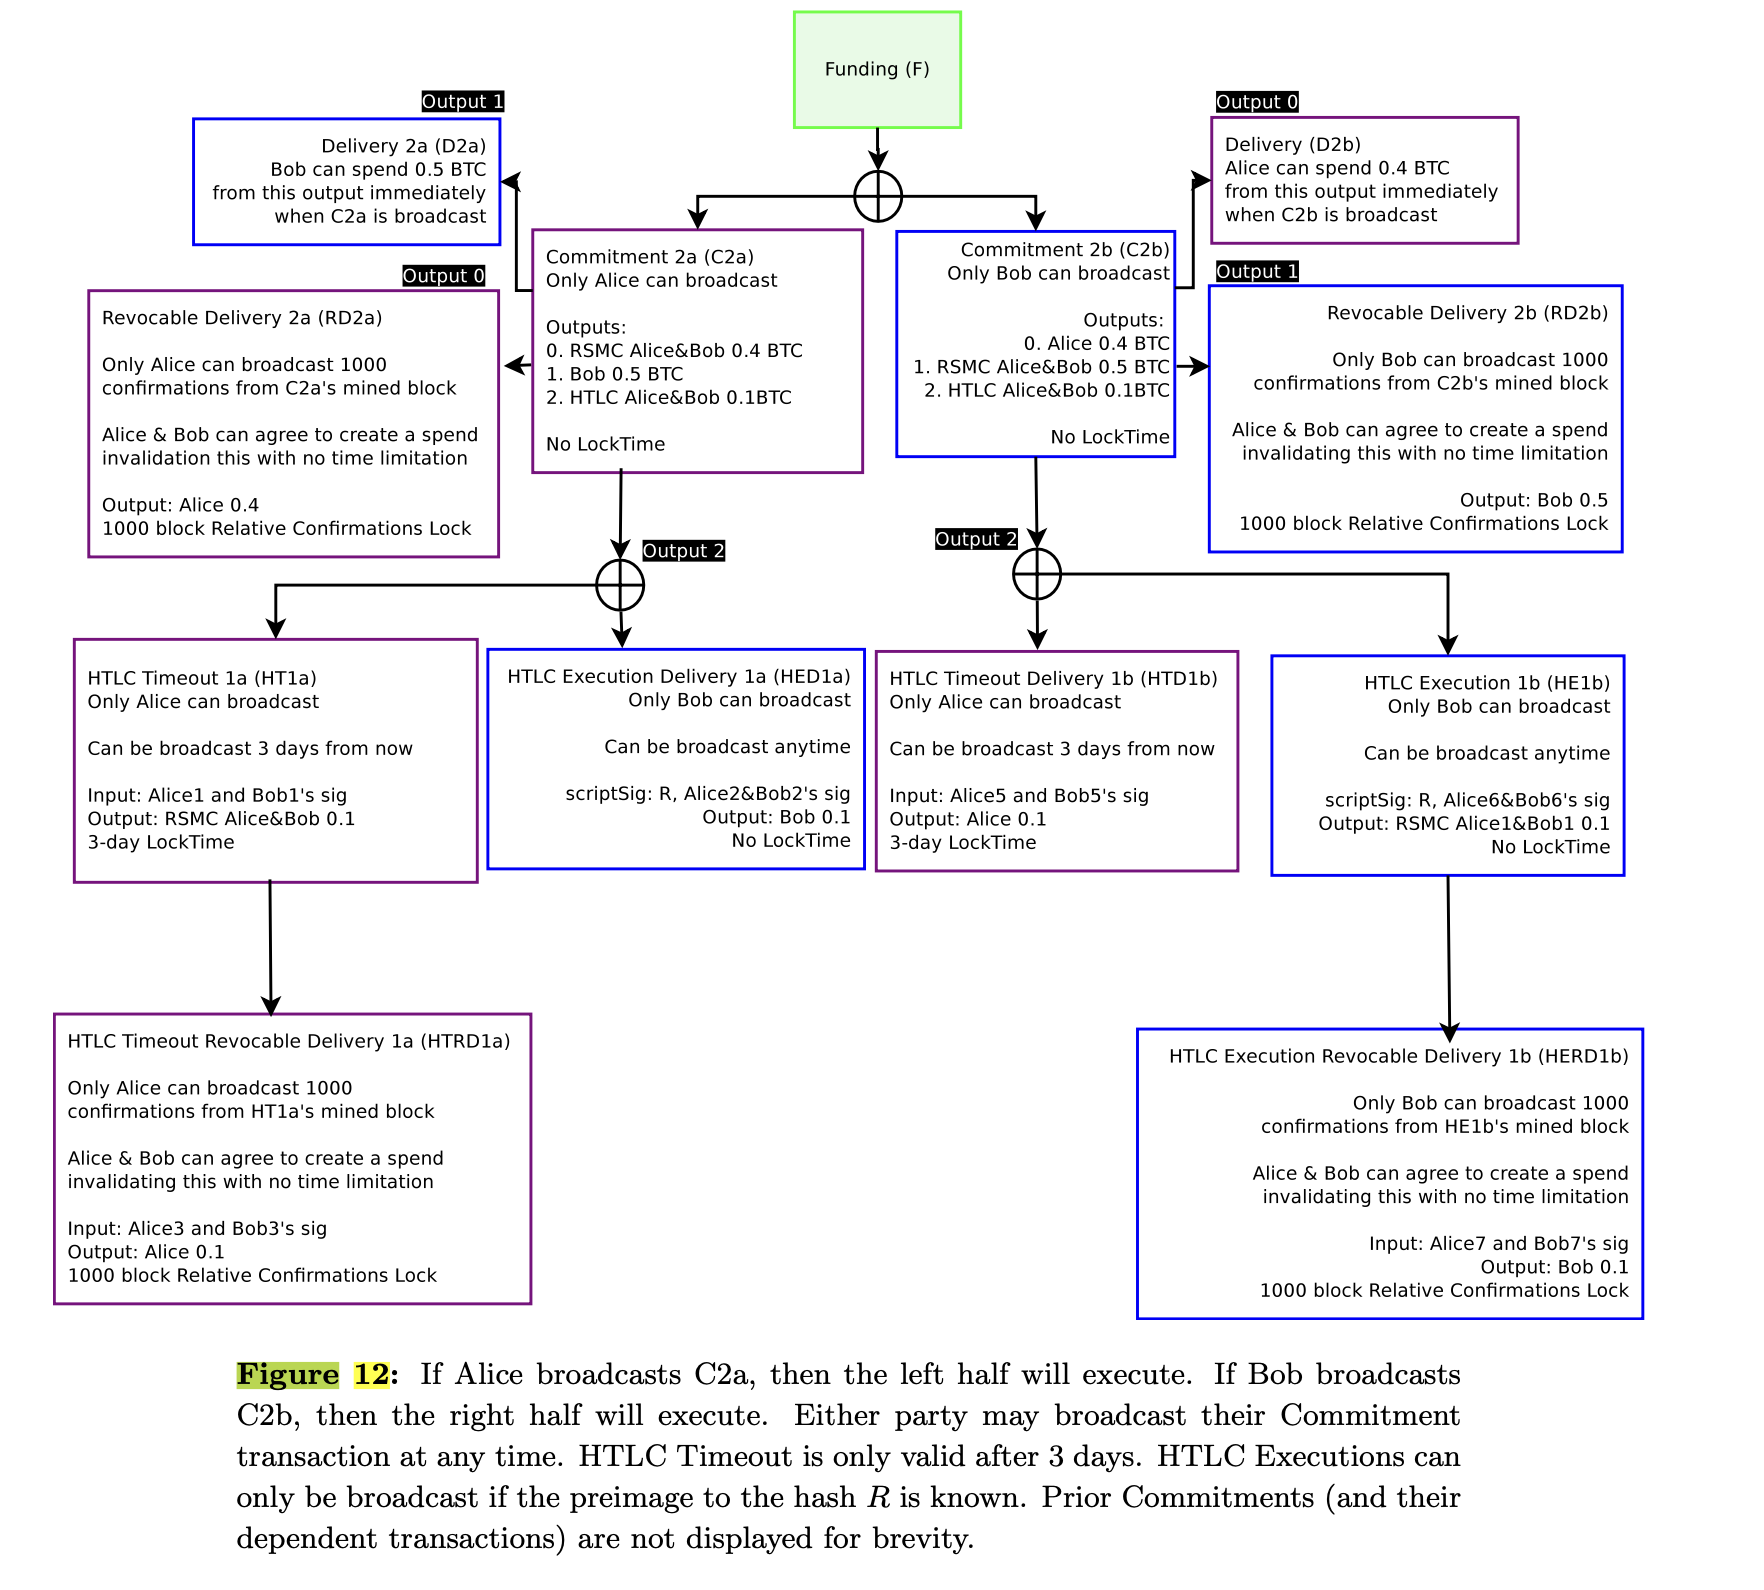 Funding (F)
Output 1
Delivery 2a (D2a)
Bob can spend 0.5 BTC
from this output immediately
when C2a is broadcast
Output 0
Delivery (D2b)
Alice can spend 0.4 BTC
from this output immediately
when C2b is broadcast
Output 0
Revocable Delivery 2a (RD2a)
Only Alice can broadcast 1000
confirmations from C2a's mined block
Alice & Bob can agree to create a spend
invalidation this with no time limitation
Output: Alice 0.4
1000 block Relative Confirmations Lock
Commitment 2a (C2a)
Only Alice can broadcast
Outputs:
0. RSMC Alice&Bob 0.4 BTC
1. Bob 0.5 BTC
2. HTLC Alice&Bob 0.1BTC
No LockTime
Commitment 2b (C2b)
Only Bob can broadcast
Outputs:
0. Alice 0.4 BTC
1. RSMC Alice&Bob 0.5 BTC
2. HTLC Alice&Bob 0.1BTC
No LockTime
Output 1
Revocable Delivery 2b (RD2b)
Only Bob can broadcast 1000
confirmations from C2b's mined block
Alice & Bob can agree to create a spend
invalidating this with no time limitation
Output: Bob 0.5
1000 block Relative Confirmations Lock
Output 2
Output 2
HTLC Timeout 1a (HT1a)
Only Alice can broadcast
Can be broadcast 3 days from now
Input: Alice1 and Bob1's sig
Output: RSMC Alice&Bob 0.1
3-day LockTime
HTLC Execution Delivery 1a (HED1a)
Only Bob can broadcast
Can be broadcast anytime
scriptSig: R, Alice2&Bob2's sig
Output: Bob 0.1
No LockTime
HTLC Timeout Delivery 1b (HTD1b)
Only Alice can broadcast
Can be broadcast 3 days from now
Input: Alice5 and Bob5's sig
Output: Alice 0.1
3-day LockTime
HTLC Execution 1b (HE1b)
Only Bob can broadcast
Can be broadcast anytime
scriptSig: R, Alice6&Bob6's sig
Output: RSMC Alice1&Bob1 0.1
No LockTime
HTLC Timeout Revocable Delivery 1a (HTRD1a)
Only Alice can broadcast 1000
confirmations from HT1a's mined block
Alice & Bob can agree to create a spend
invalidating this with no time limitation
Input: Alice3 and Bob3's sig
Output: Alice 0.1
1000 block Relative Confirmations Lock
HTLC Execution Revocable Delivery 1b (HERD1b)
Only Bob can broadcast 1000
confirmations from HE1b's mined block
Alice & Bob can agree to create a spend
invalidating this with no time limitation
Input: Alice7 and Bob7's sig
Output: Bob 0.1
1000 block Relative Confirmations Lock
Figure 12: If Alice broadcasts C2a, then the left half will execute. If Bob broadcasts
C2b, then the right half will execute. Either party may broadcast their Commitment
transaction at any time. HTLC Timeout is only valid after 3 days. HTLC Executions can
only be broadcast if the preimage to the hash R is known. Prior Commitments (and their
dependent transactions) are not displayed for brevity.